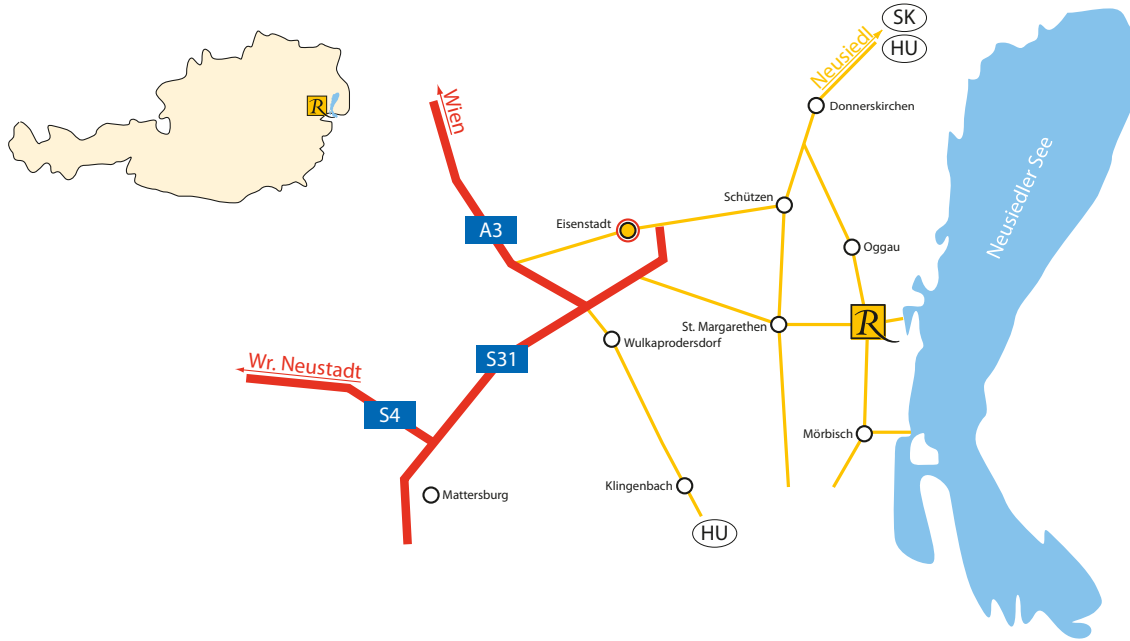 SK
HU
Neusiedl
Donnerskirchen
Wien
R
Neusiedler See
Schützen
Eisenstadt
A3
Oggau
R
St. Margarethen
Wulkaprodersdorf
S31
Wr. Neustadt
S4
Mörbisch
Klingenbach
Mattersburg
HU